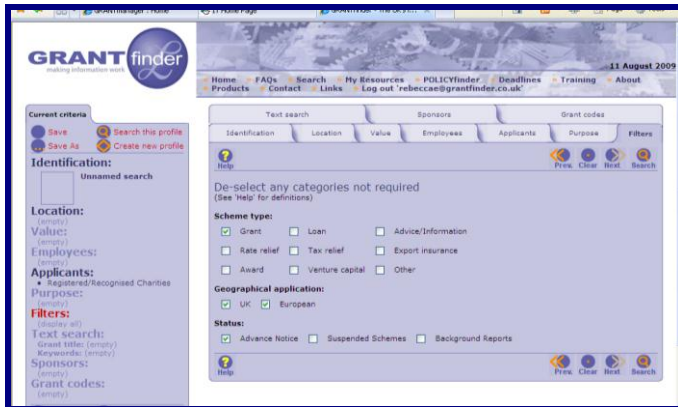 GRANTfinder
making information work
11 August 2009
Home FAQs Search My Resources POLICYfinder Deadlines Training About
Products Contact Links Log out 'rebeccae@grantfinder.co.uk'
Current criteria
Save Search this profile
Save As Create new profile
Identification:
Unnamed search
Location:
(empty)
Value:
(empty)
Employees:
(empty)
Applicants:
Registered/Recognised Charities
Purpose:
(empty)
Filters:
(display all)
Text search:
Grant title: (empty)
Keywords: (empty)
Sponsors:
(empty)
Grant codes:
(empty)
Text search Sponsors Grant codes
Identification Location Value Employees Applicants Purpose Filters
Help Prev Clear Next Search
De-select any categories not required
(See 'Help' for definitions)
Scheme type:
Grant Loan Advice/Information
Rate relief Tax relief Export insurance
Award Venture capital Other
Geographical application:
UK European
Status:
Advance Notice Suspended Schemes Background Reports
Help Prev Clear Next Search